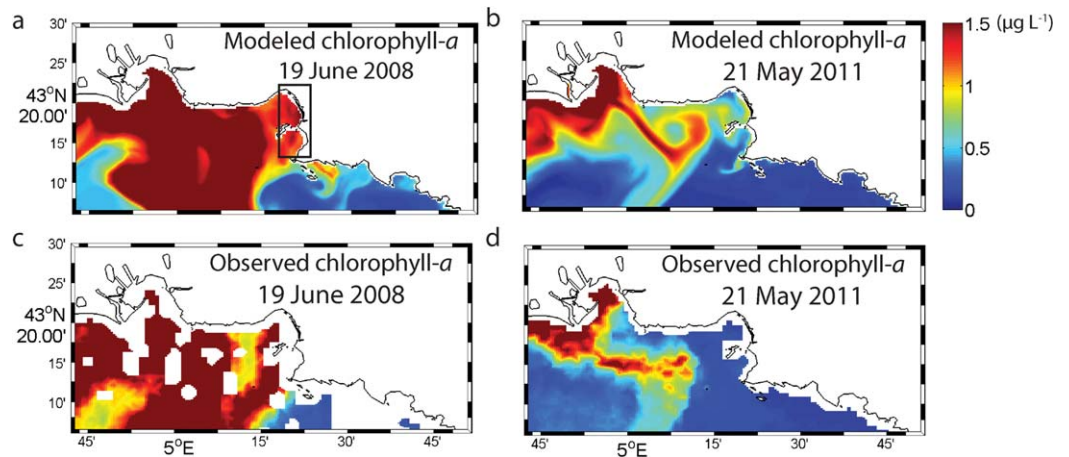 a
30'
25'
43°N
20.00'
15'
10'
Modeled chlorophyll-a
19 June 2008
b
Modeled chlorophyll-a
21 May 2011
1.5 (µg L⁻¹)
1
0.5
0
c
30'
25'
43°N
20.00'
15'
10'
Observed chlorophyll-a
19 June 2008
45'
5°E
15'
30'
45'
d
Observed chlorophyll-a
21 May 2011
45'
5°E
15'
30'
45'